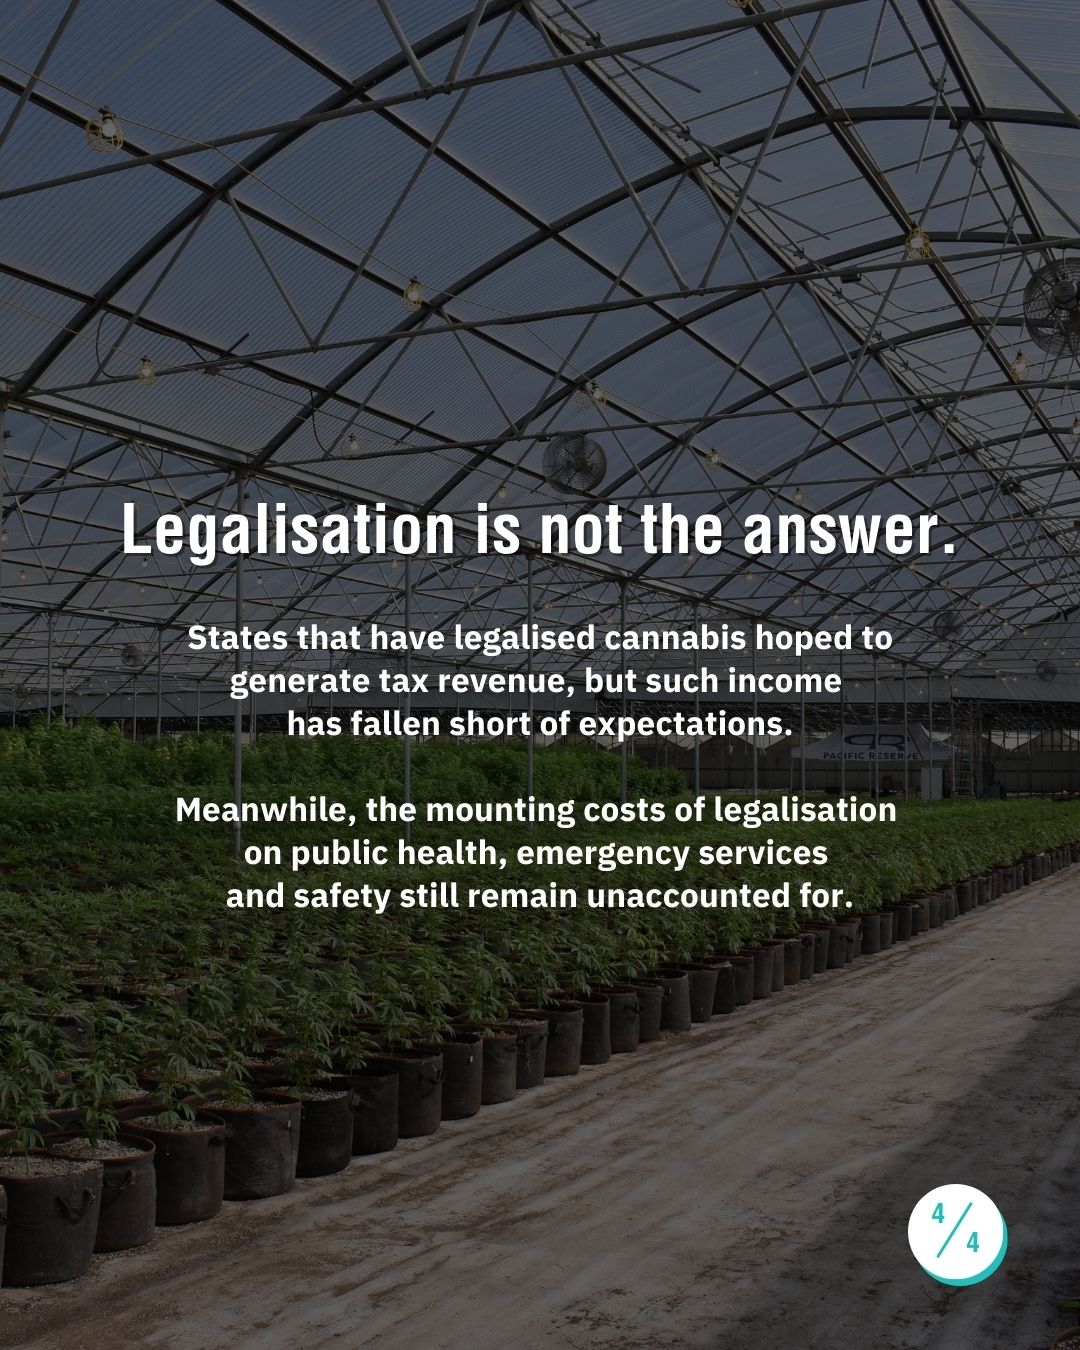 Legalisation is not the answer.
States that have legalised cannabis hoped to
generate tax revenue, but such income
has fallen short of expectations.
Meanwhile, the mounting costs of legalisation
on public health, emergency services
and safety still remain unaccounted for.
PR
PACIFIC RESERVE
4/4